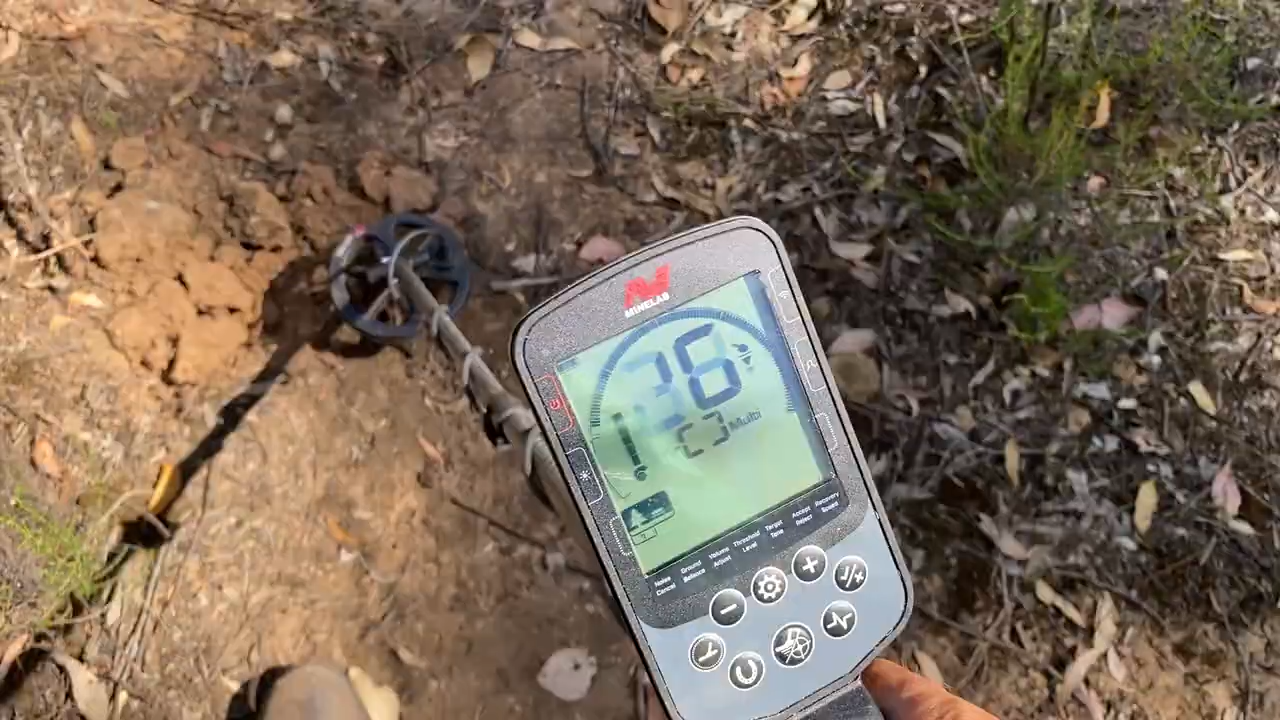 MINELAB
36
Multi
Noise Cancel
Ground Balance
Volume Adjust
Threshold Level
Target Tone
Accept Reject
Recovery Speed